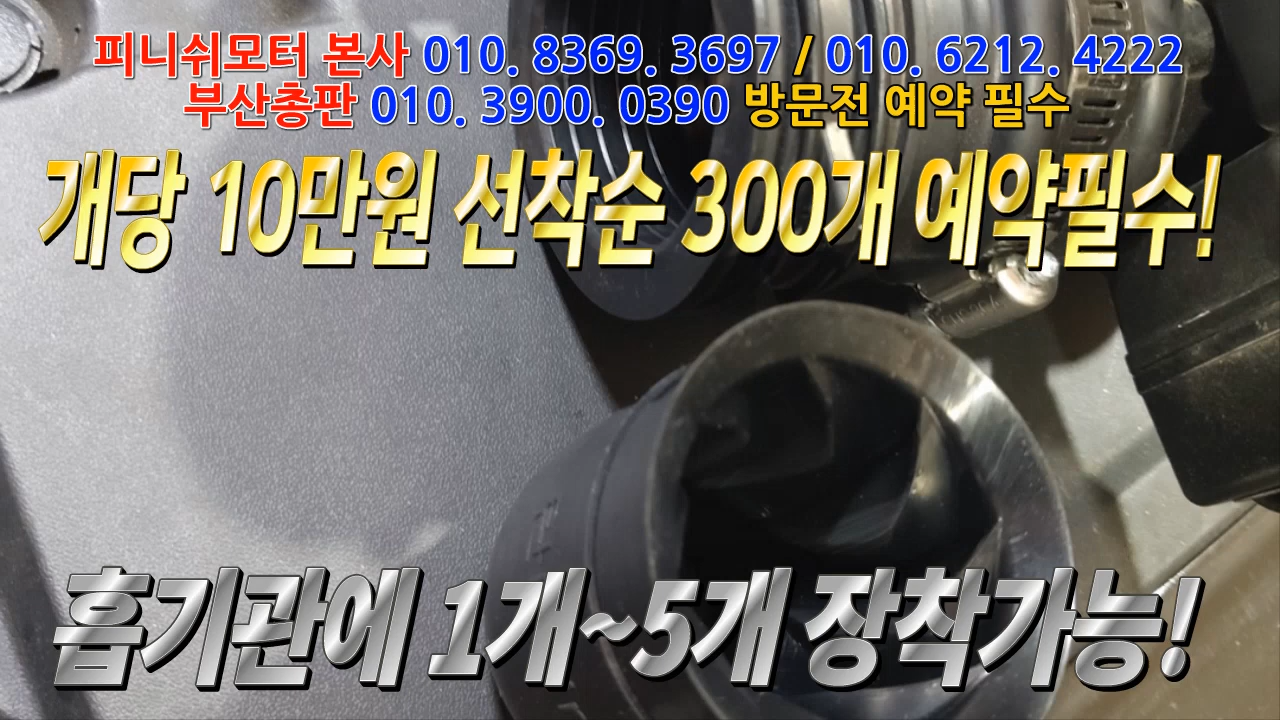 피니쉬모터 본사 010. 8369. 3697 / 010. 6212. 4222
부산총판 010. 3900. 0390 방문전 예약 필수
개당 10만원 선착순 300개 예약필수!
흡기관에 1개~5개 장착가능!